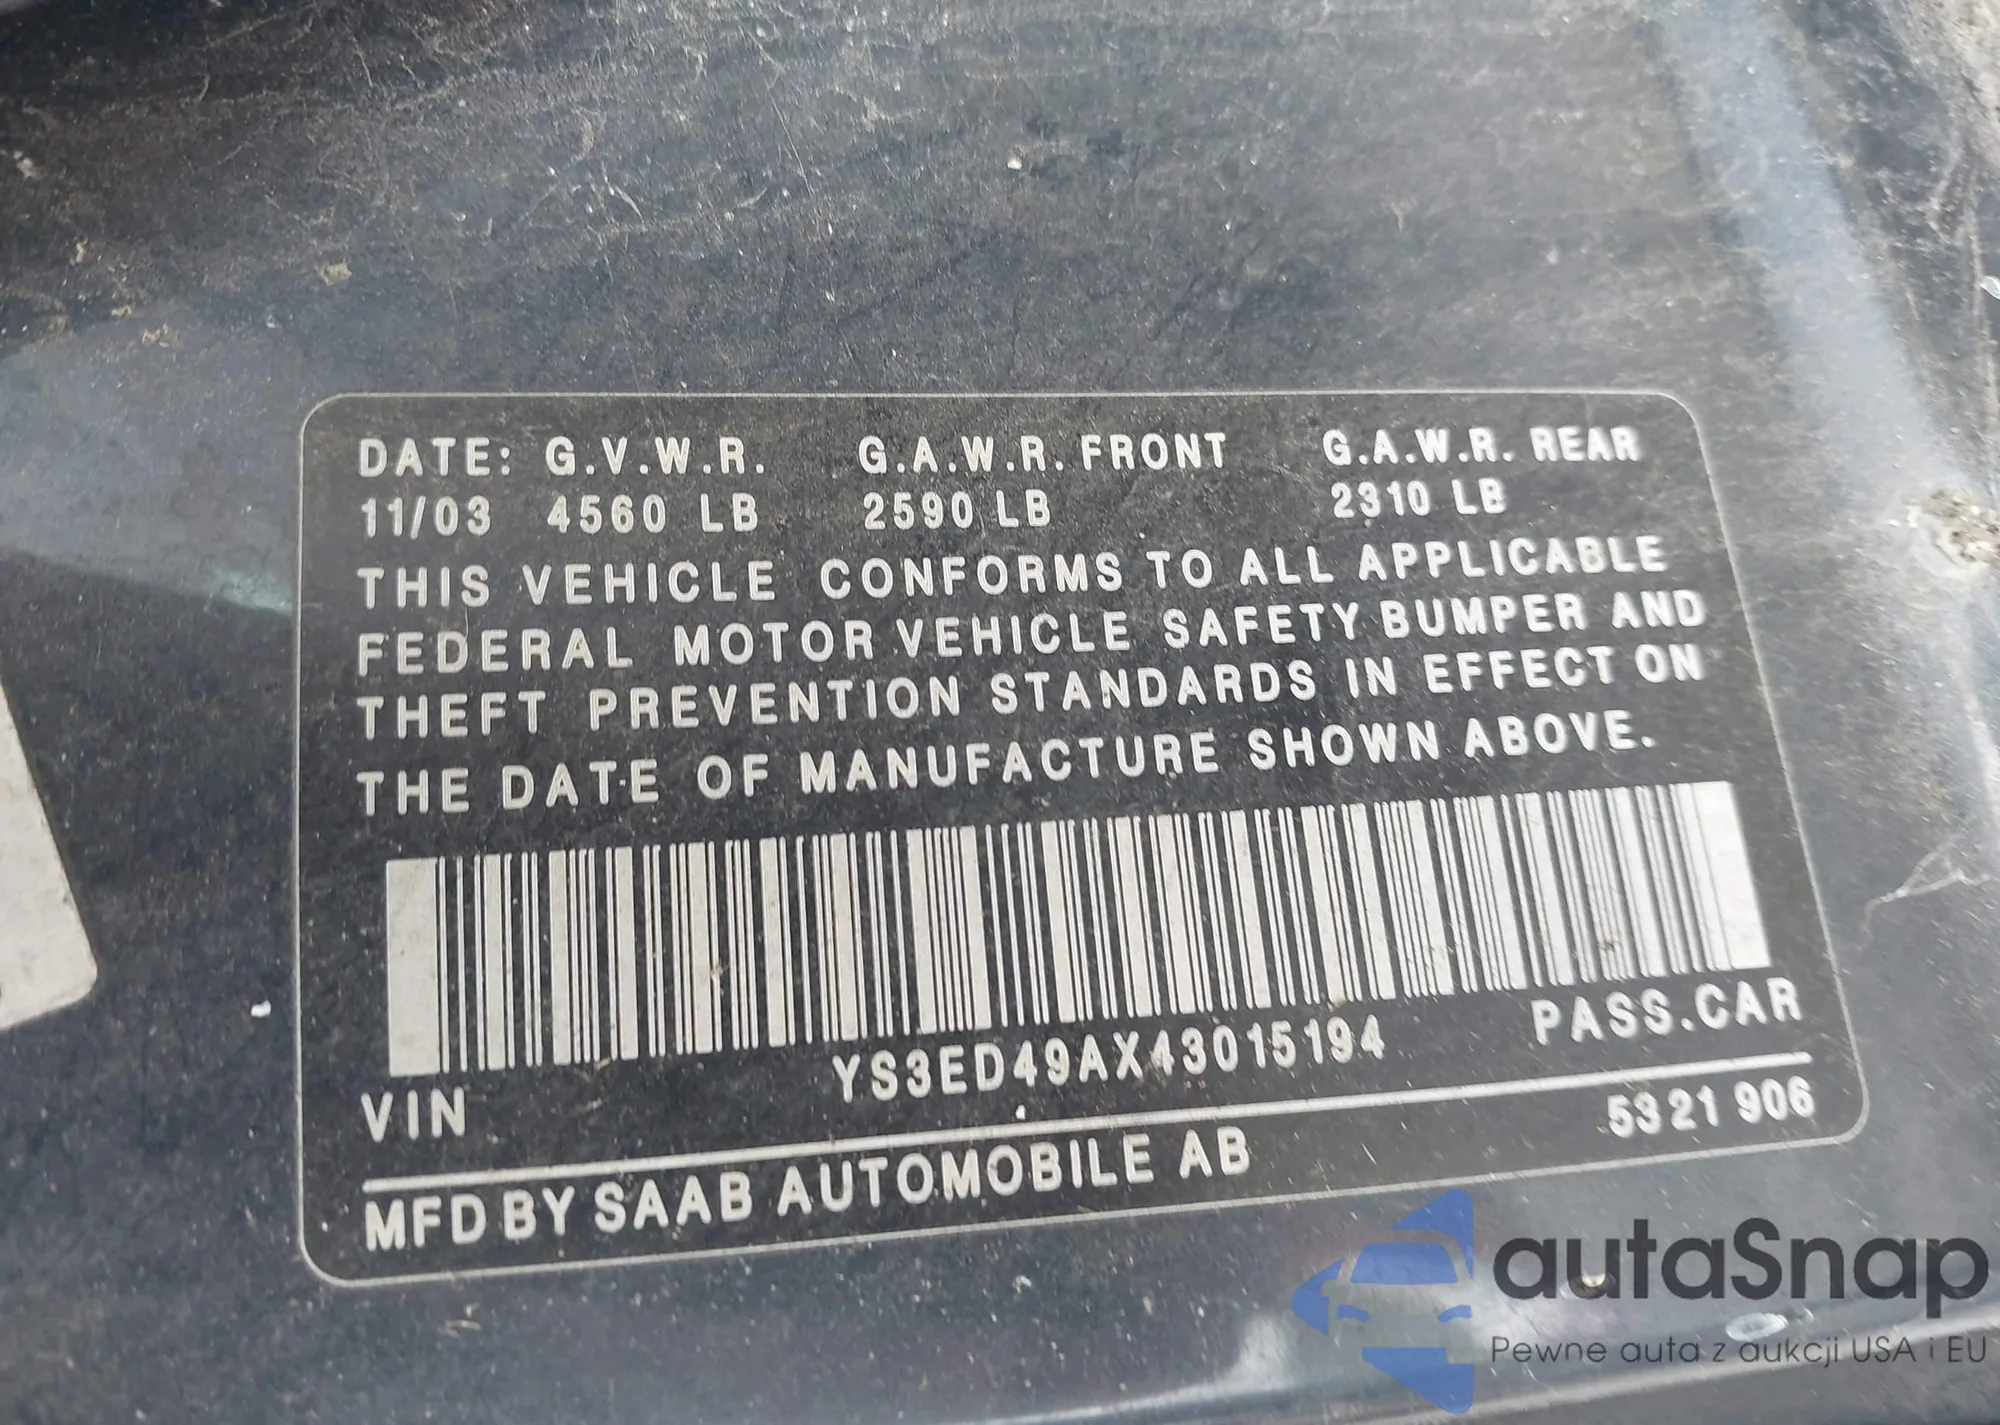 DATE: G.V.W.R. G.A.W.R. FRONT G.A.W.R. REAR
11/03 4560 LB 2590 LB 2310 LB
THIS VEHICLE CONFORMS TO ALL APPLICABLE
FEDERAL MOTOR VEHICLE SAFETY BUMPER AND
THEFT PREVENTION STANDARDS IN EFFECT ON
THE DATE OF MANUFACTURE SHOWN ABOVE.
VIN YS3ED49AX43015194 PASS.CAR
MFD BY SAAB AUTOMOBILE AB 53 21 906
autaSnap
Pewne auta z aukcji USA i EU